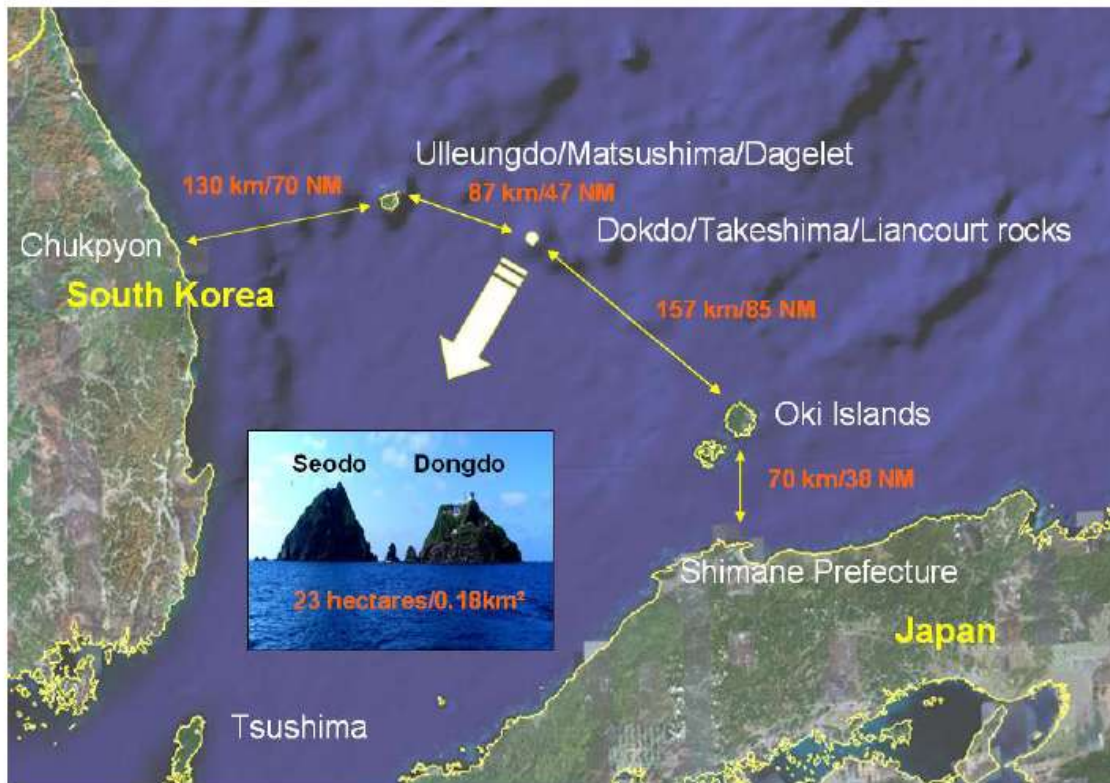 Ulleungdo/Matsushima/Dagelet
130 km/70 NM
87 km/47 NM
Dokdo/Takeshima/Liancourt rocks
Chukpyon
South Korea
157 km/85 NM
Oki Islands
Seodo
Dongdo
70 km/38 NM
Shimane Prefecture
23 hectares/0.18km²
Japan
Tsushima